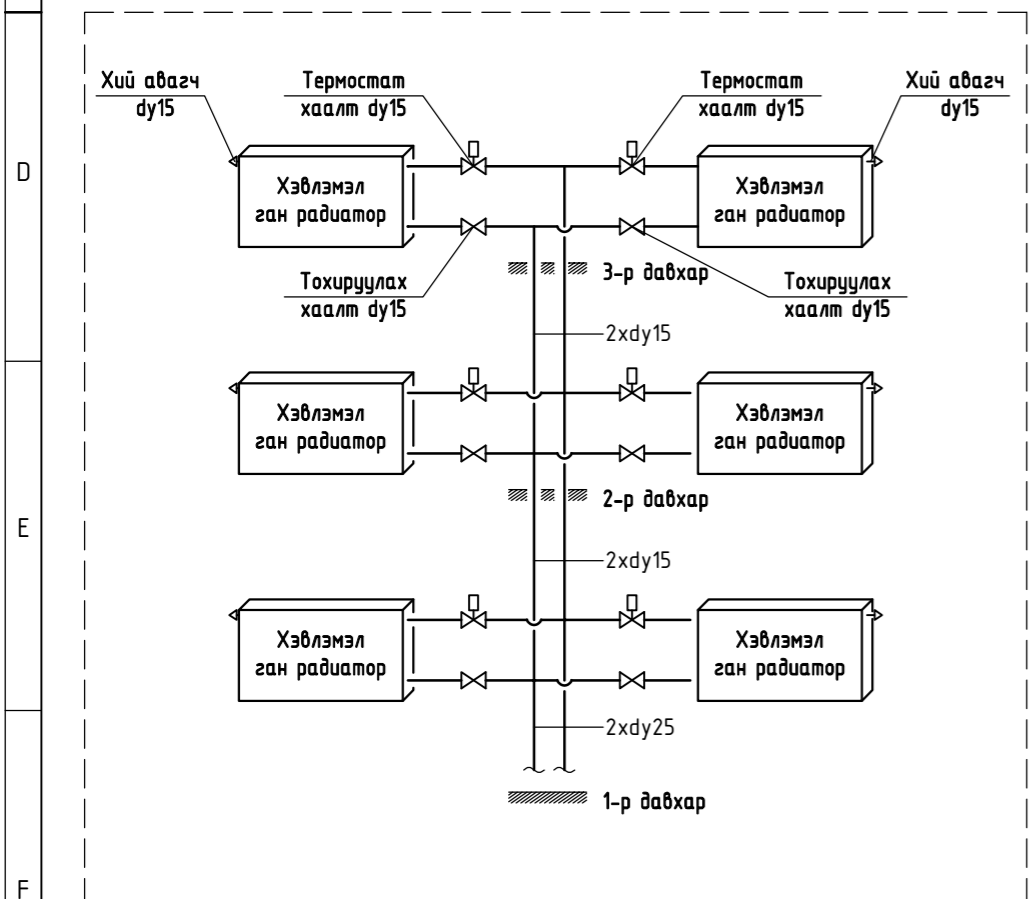 Хий авагч
dy15
Термостат
хаалт dy15
Термостат
хаалт dy15
Хий авагч
dy15
D
Хэвлэмэл
ган радиатор
Хэвлэмэл
ган радиатор
Тохируулах
хаалт dy15
3-р давхар
Тохируулах
хаалт dy15
2xdy15
Хэвлэмэл
ган радиатор
Хэвлэмэл
ган радиатор
2-р давхар
E
2xdy15
Хэвлэмэл
ган радиатор
Хэвлэмэл
ган радиатор
2xdy25
1-р давхар
F